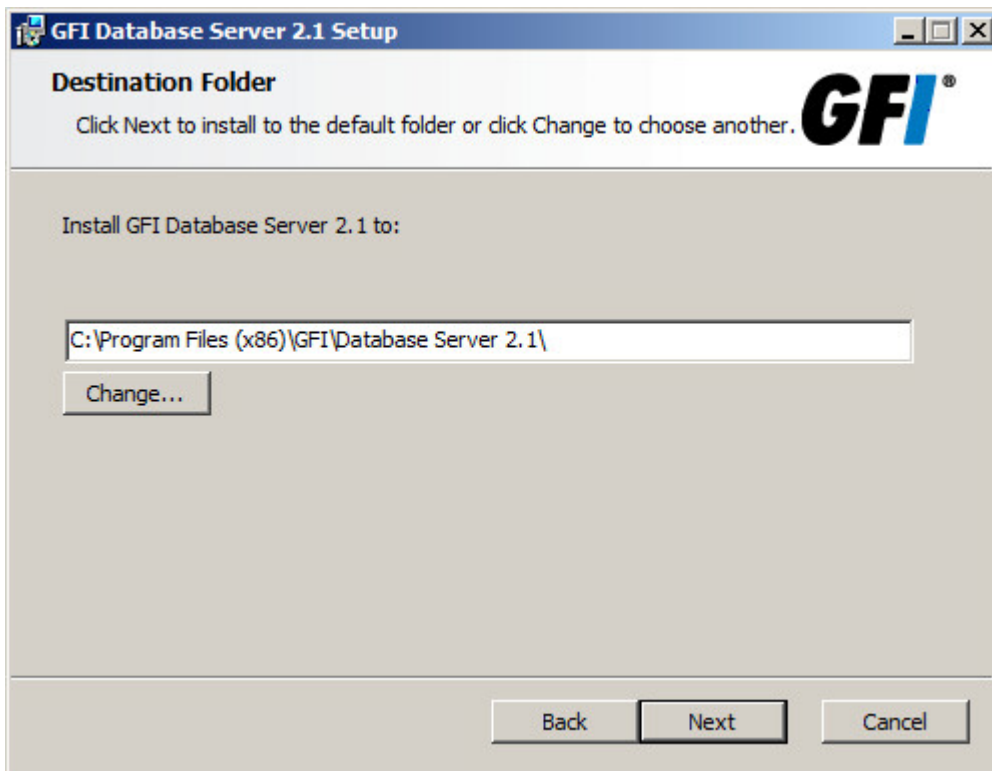 GFI Database Server 2.1 Setup
Destination Folder
Click Next to install to the default folder or click Change to choose another.
GFI®
Install GFI Database Server 2.1 to:
C:\Program Files (x86)\GFI\Database Server 2.1\
Change...
Back Next Cancel